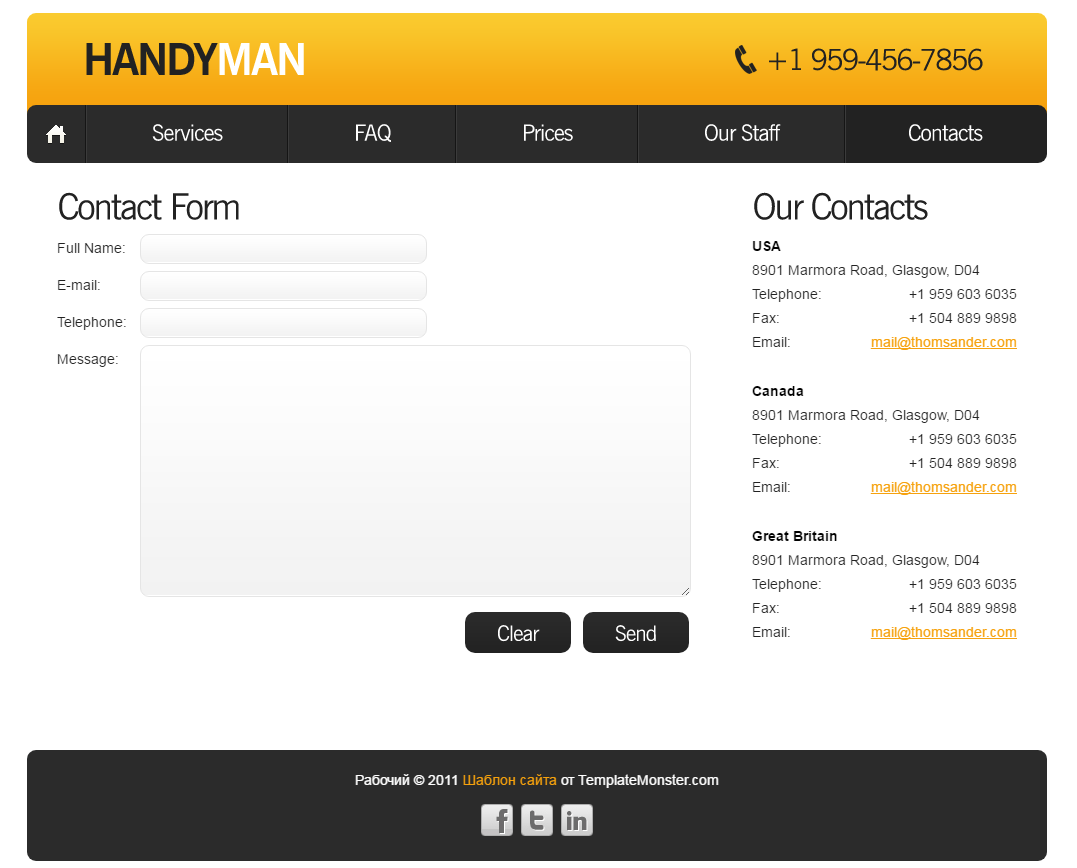 HANDYMAN
+1 959-456-7856
Services FAQ Prices Our Staff Contacts
Contact Form
Full Name:
E-mail:
Telephone:
Message:
Clear Send
Our Contacts
USA
8901 Marmora Road, Glasgow, D04
Telephone: +1 959 603 6035
Fax: +1 504 889 9898
Email: mail@thomsander.com
Canada
8901 Marmora Road, Glasgow, D04
Telephone: +1 959 603 6035
Fax: +1 504 889 9898
Email: mail@thomsander.com
Great Britain
8901 Marmora Road, Glasgow, D04
Telephone: +1 959 603 6035
Fax: +1 504 889 9898
Email: mail@thomsander.com
Рабочий © 2011 Шаблон сайта от TemplateMonster.com
f t in